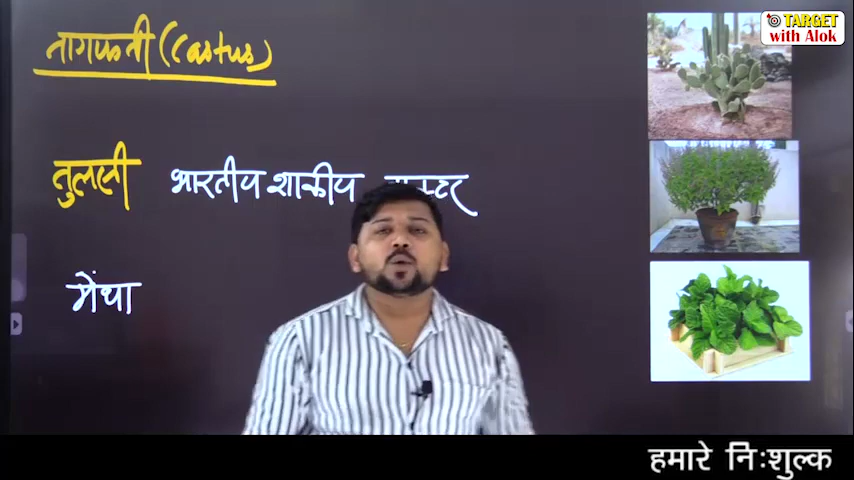 TARGET
with Alok
नागफनी (Cactus)
तुलसी भारतीय शाकीय
मेंथा
हमारे निःशुल्क